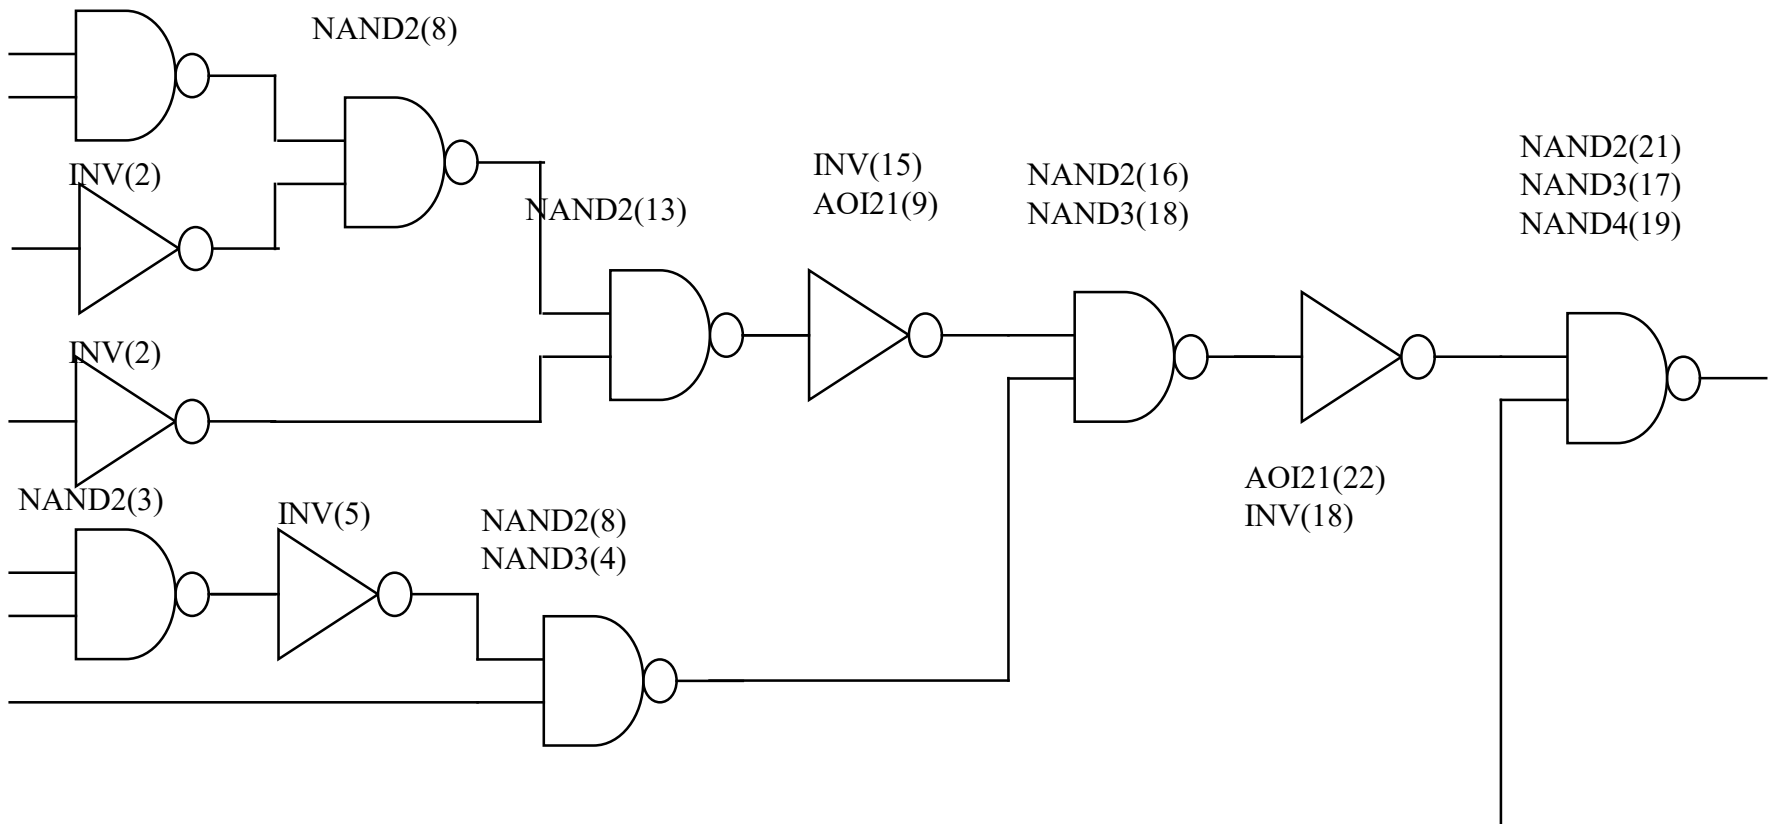 NAND2(8)
INV(2)
NAND2(13)
INV(15)
AOI21(9)
NAND2(16)
NAND3(18)
NAND2(21)
NAND3(17)
NAND4(19)
INV(2)
NAND2(3)
INV(5)
NAND2(8)
NAND3(4)
AOI21(22)
INV(18)